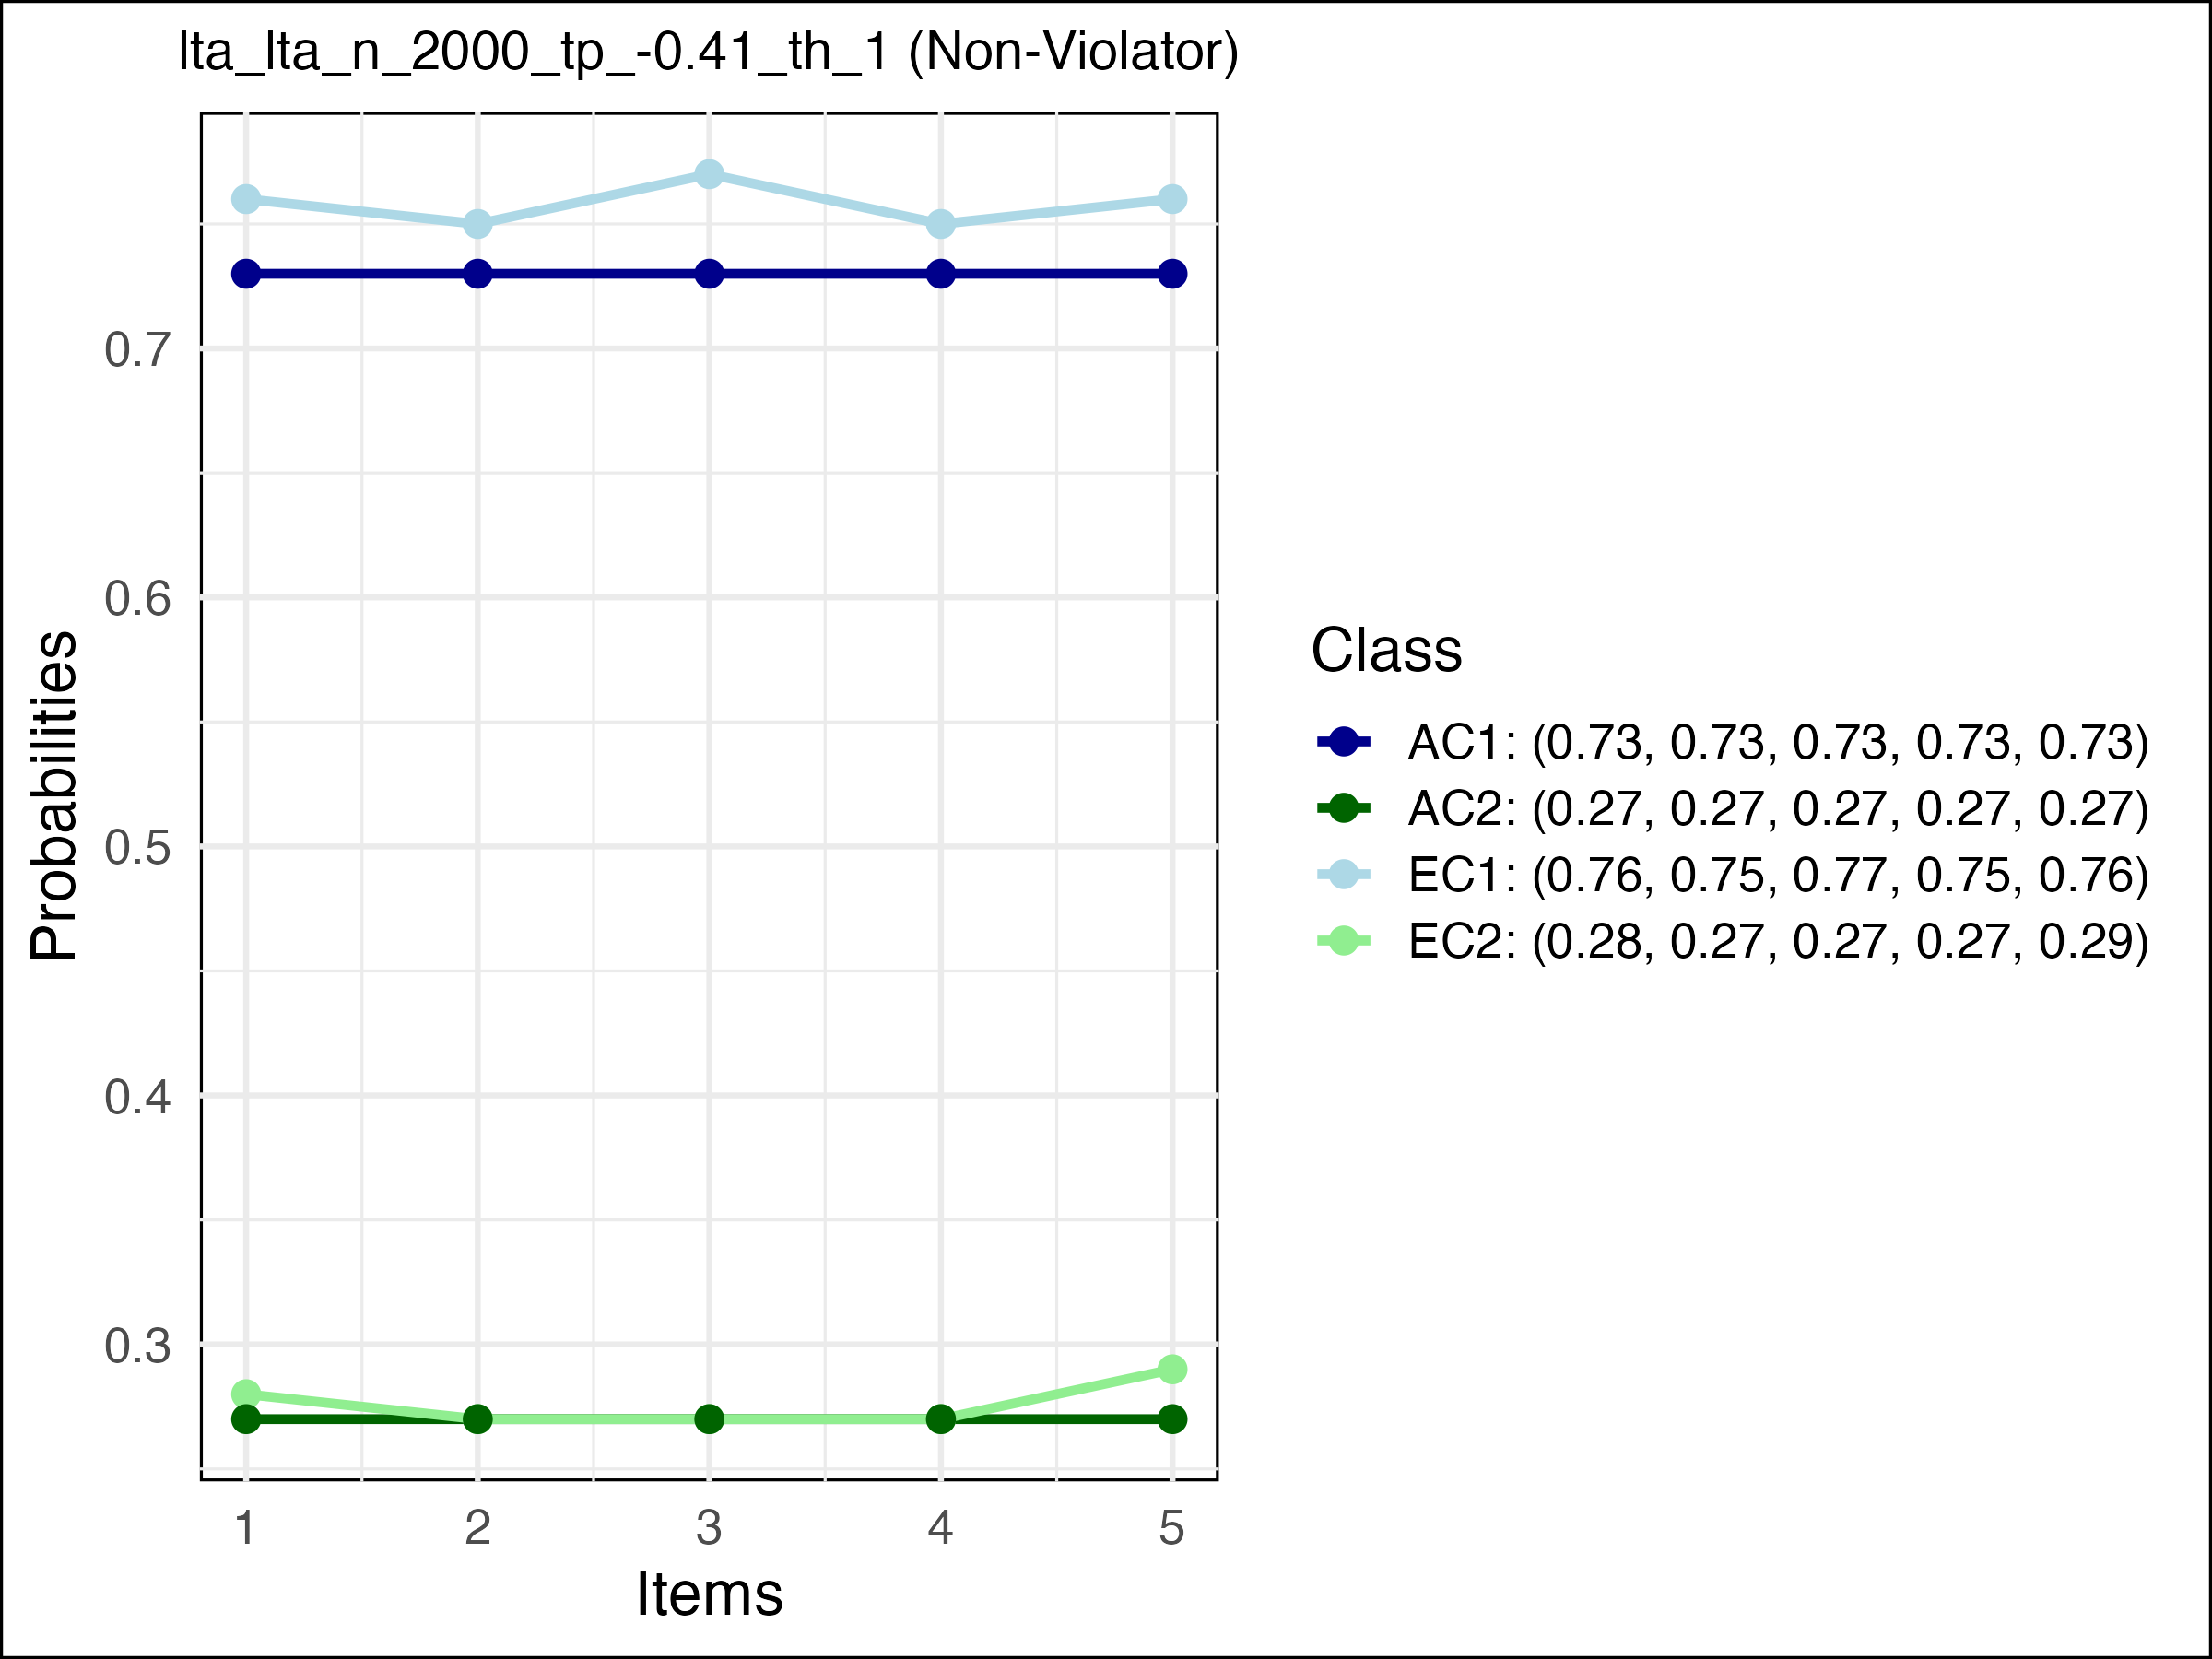 lta_lta_n_2000_tp_-0.41_th_1 (Non-Violator)
Probabilities
0.7
0.6
0.5
0.4
0.3
1 2 3 4 5
Items
Class
AC1: (0.73, 0.73, 0.73, 0.73, 0.73)
AC2: (0.27, 0.27, 0.27, 0.27, 0.27)
EC1: (0.76, 0.75, 0.77, 0.75, 0.76)
EC2: (0.28, 0.27, 0.27, 0.27, 0.29)